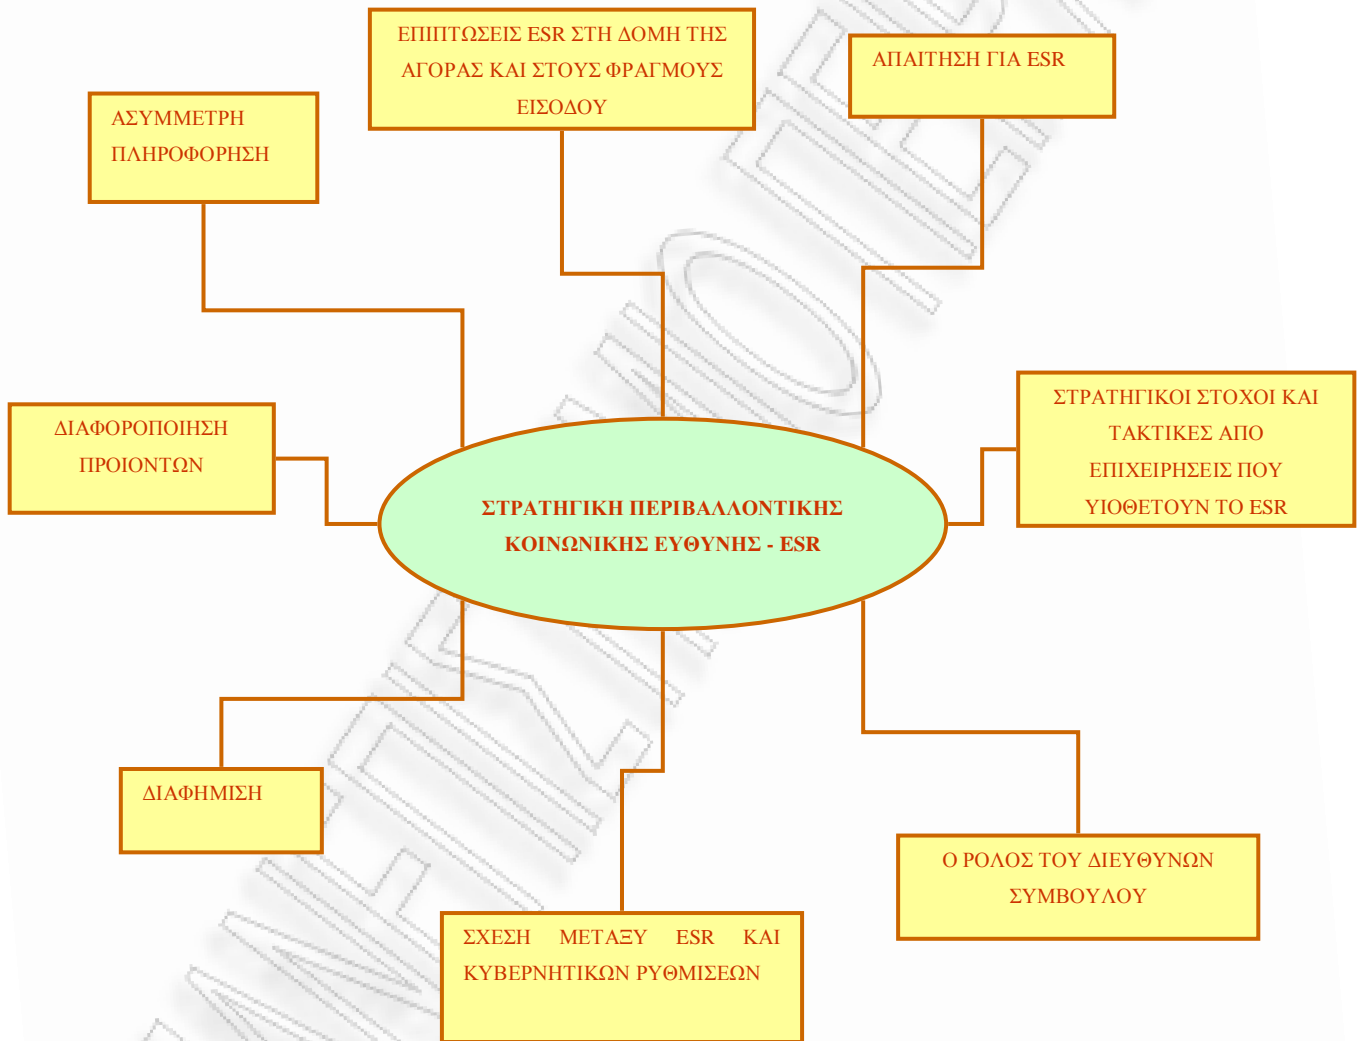 ΕΠΙΠΤΩΣΕΙΣ ESR ΣΤΗ ΔΟΜΗ ΤΗΣ
ΑΓΟΡΑΣ ΚΑΙ ΣΤΟΥΣ ΦΡΑΓΜΟΥΣ
ΕΙΣΟΔΟΥ
ΑΠΑΙΤΗΣΗ ΓΙΑ ESR
ΑΣΥΜΜΕΤΡΗ
ΠΛΗΡΟΦΟΡΗΣΗ
ΣΤΡΑΤΗΓΙΚΟΙ ΣΤΟΧΟΙ ΚΑΙ
ΤΑΚΤΙΚΕΣ ΑΠΟ
ΕΠΙΧΕΙΡΗΣΕΙΣ ΠΟΥ
ΥΙΟΘΕΤΟΥΝ ΤΟ ESR
ΔΙΑΦΟΡΟΠΟΙΗΣΗ
ΠΡΟΙΟΝΤΩΝ
ΣΤΡΑΤΗΓΙΚΗ ΠΕΡΙΒΑΛΛΟΝΤΙΚΗΣ
ΚΟΙΝΩΝΙΚΗΣ ΕΥΘΥΝΗΣ - ESR
ΔΙΑΦΗΜΙΣΗ
Ο ΡΟΛΟΣ ΤΟΥ ΔΙΕΥΘΥΝΩΝ
ΣΥΜΒΟΥΛΟΥ
ΣΧΕΣΗ ΜΕΤΑΞΥ ESR ΚΑΙ
ΚΥΒΕΡΝΗΤΙΚΩΝ ΡΥΘΜΙΣΕΩΝ